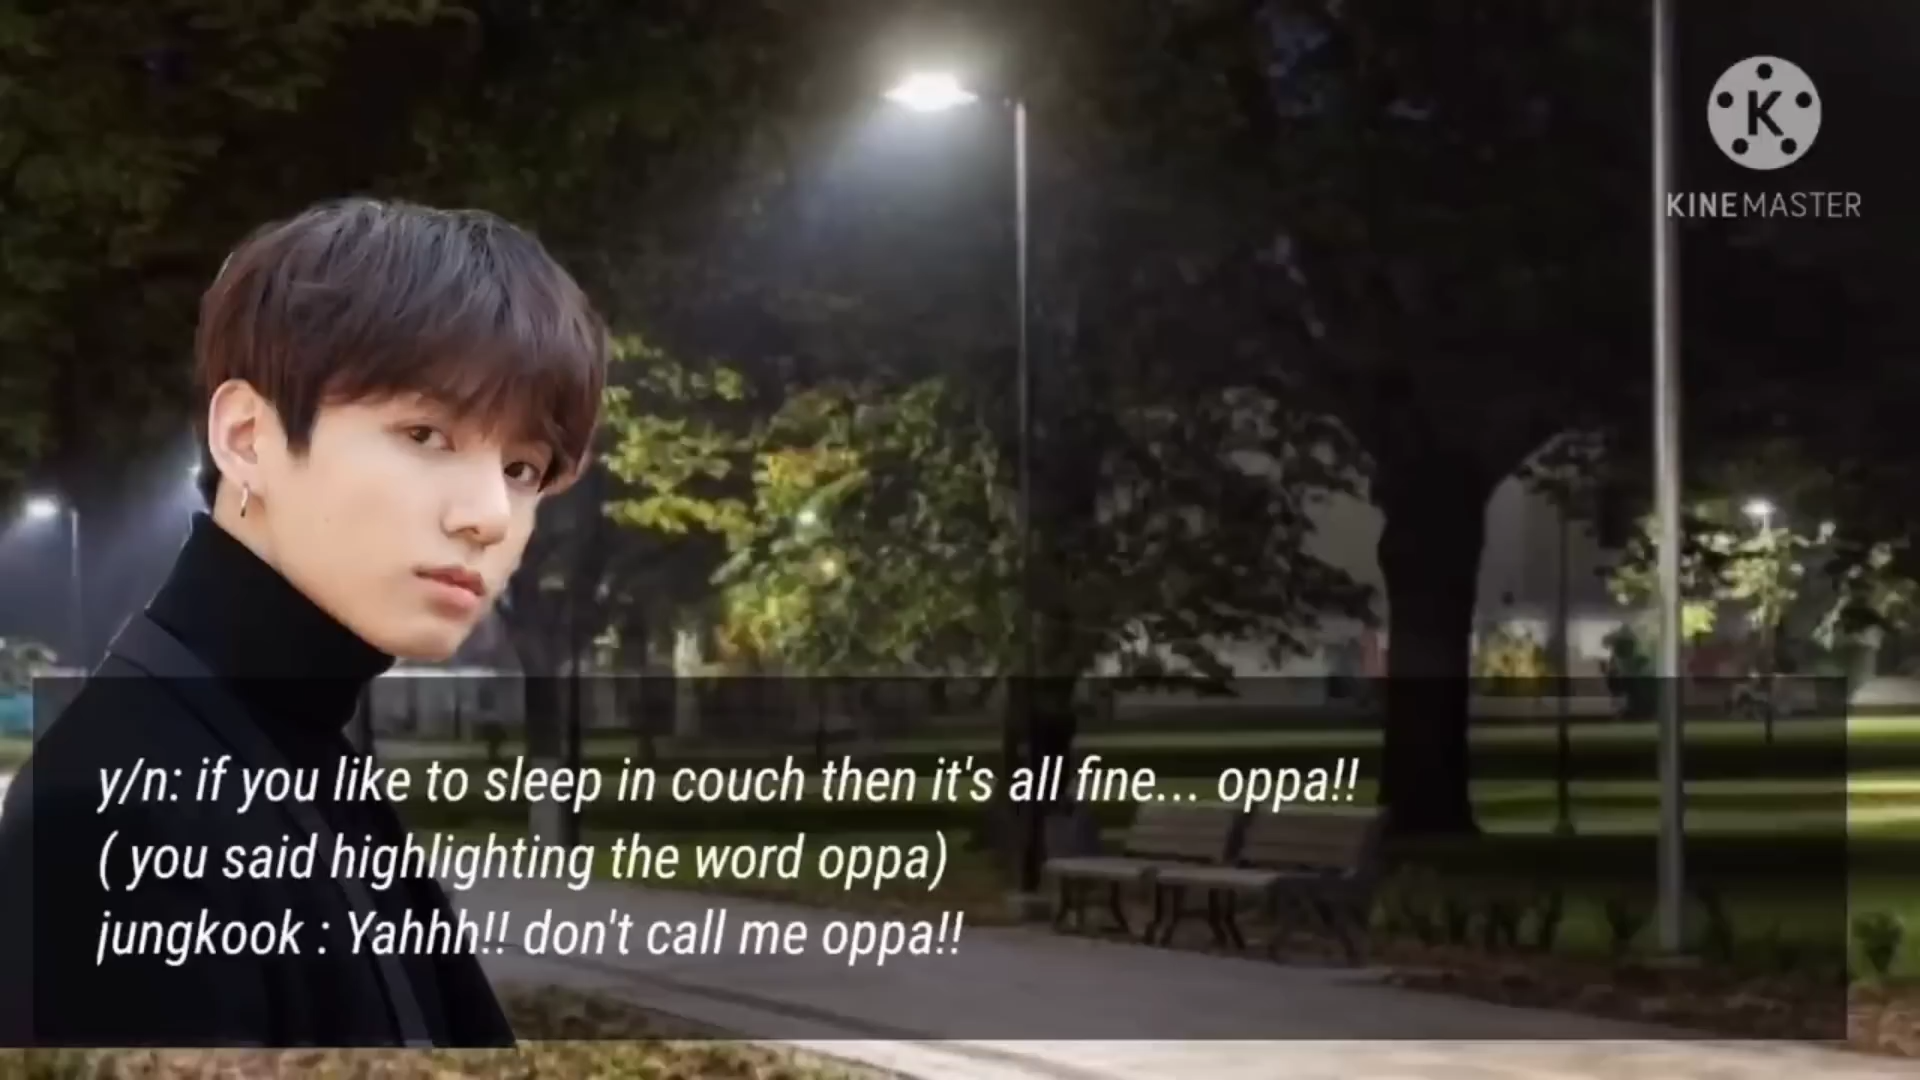 K
KINEMASTER
y/n: if you like to sleep in couch then it's all fine... oppa!!
( you said highlighting the word oppa)
jungkook : Yahhh!! don't call me oppa!!